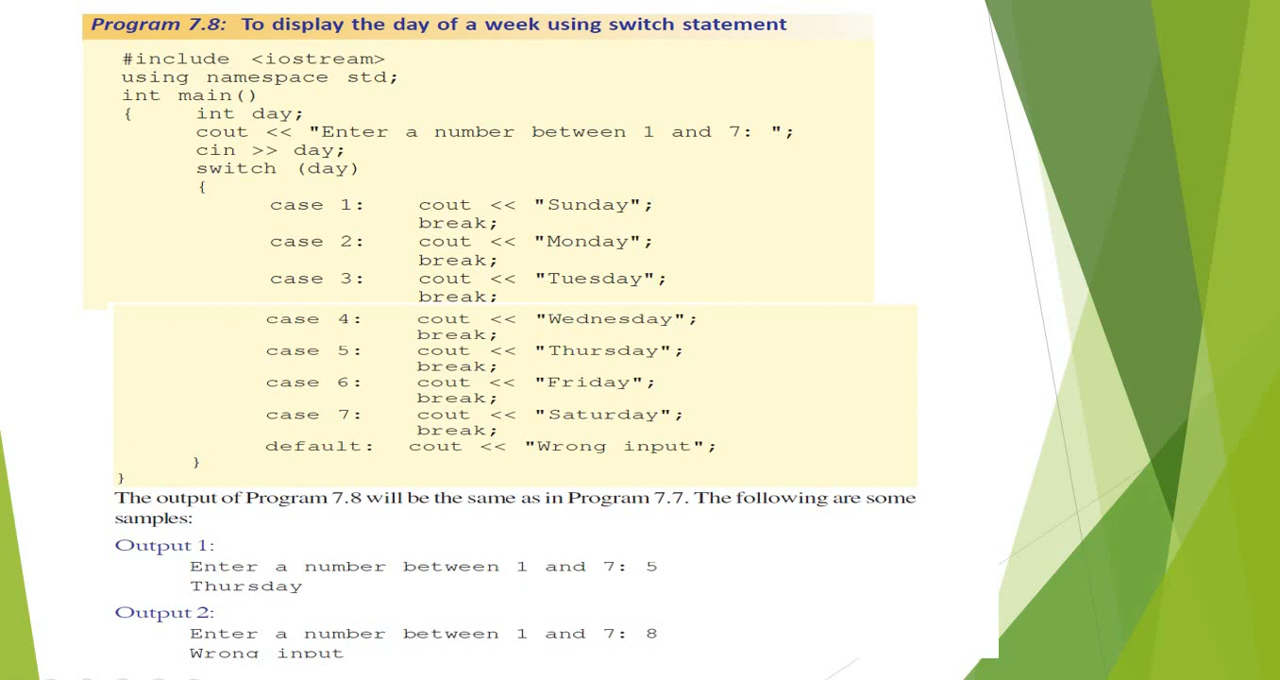 Program 7.8: To display the day of a week using switch statement
#include <iostream>
using namespace std;
int main()
{ int day;
cout << "Enter a number between 1 and 7: ";
cin >> day;
switch (day)
{
case 1: cout << "Sunday";
break;
case 2: cout << "Monday";
break;
case 3: cout << "Tuesday";
break;
case 4: cout << "Wednesday";
break;
case 5: cout << "Thursday";
break;
case 6: cout << "Friday";
break;
case 7: cout << "Saturday";
break;
default: cout << "Wrong input";
}
}
The output of Program 7.8 will be the same as in Program 7.7. The following are some
samples:
Output 1:
Enter a number between 1 and 7: 5
Thursday
Output 2:
Enter a number between 1 and 7: 8
Wrong input